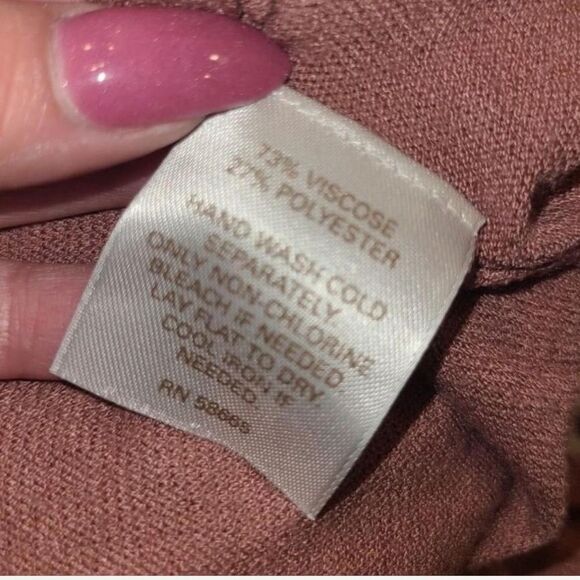 73% VISCOSE
27% POLYESTER
HAND WASH COLD
SEPARATELY.
ONLY NON-CHLORINE
BLEACH IF NEEDED
LAY FLAT TO DRY.
COOL IRON IF
NEEDED.
RN 58668